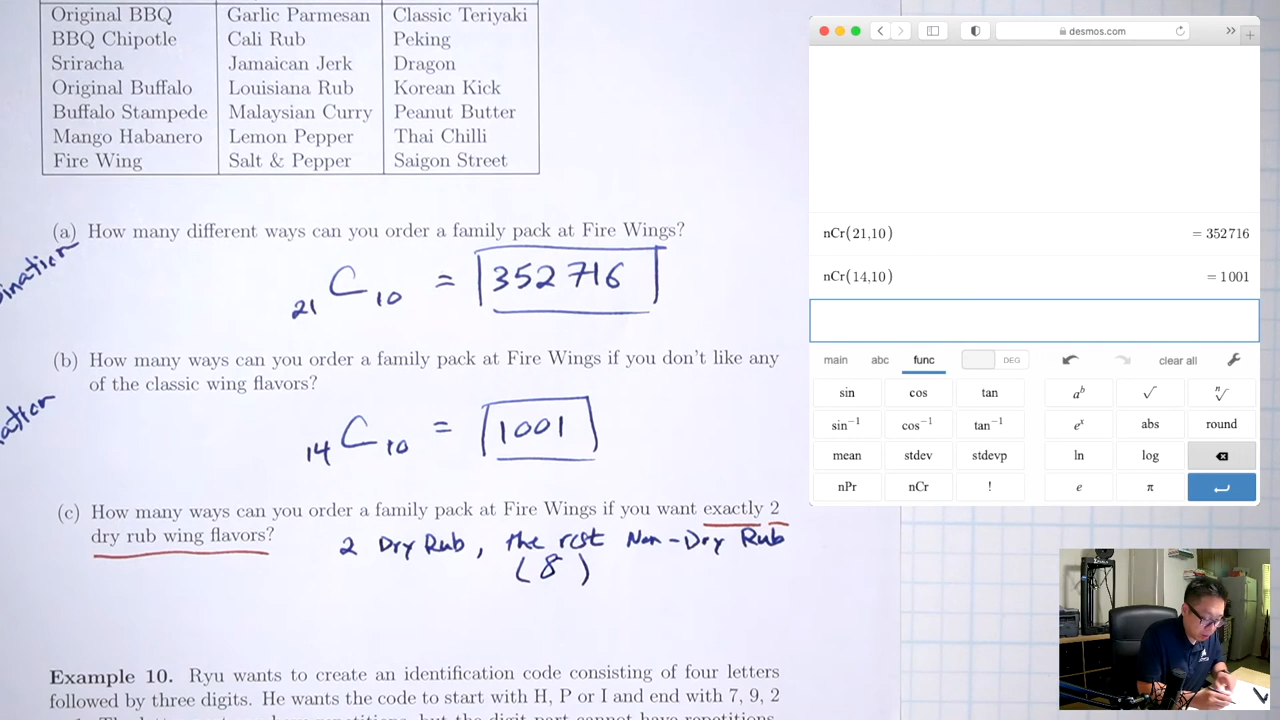 Original BBQ Garlic Parmesan Classic Teriyaki
BBQ Chipotle Cali Rub Peking
Sriracha Jamaican Jerk Dragon
Original Buffalo Louisiana Rub Korean Kick
Buffalo Stampede Malaysian Curry Peanut Butter
Mango Habanero Lemon Pepper Thai Chilli
Fire Wing Salt & Pepper Saigon Street
(a) How many different ways can you order a family pack at Fire Wings?
21 C 10 = 352 716
(b) How many ways can you order a family pack at Fire Wings if you don't like any
of the classic wing flavors?
14 C 10 = 1001
(c) How many ways can you order a family pack at Fire Wings if you want exactly 2
dry rub wing flavors?
2 Dry Rub, the rest Non-Dry Rub
(8)
Example 10. Ryu wants to create an identification code consisting of four letters
followed by three digits. He wants the code to start with H, P or I and end with 7, 9, 2
desmos.com
nCr(21,10) = 352716
nCr(14,10) = 1001
main abc func DEG clear all
sin cos tan a^b √ ⁿ√
sin⁻¹ cos⁻¹ tan⁻¹ eˣ abs round
mean stdev stdevp ln log
nPr nCr ! e π